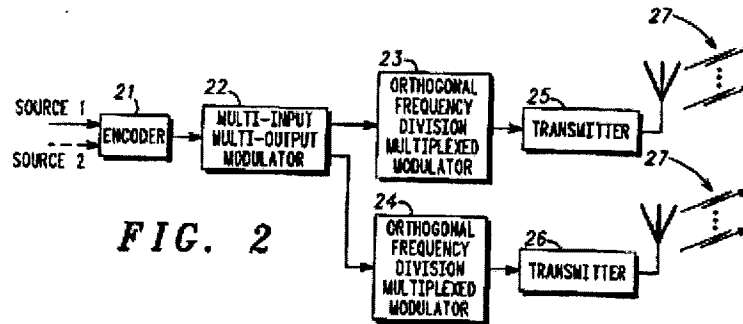 27
23
ORTHOGONAL
FREQUENCY
DIVISION
MULTIPLEXED
MODULATOR
25
TRANSMITTER
22
MULTI-INPUT
MULTI-OUTPUT
MODULATOR
21
SOURCE 1
ENCODER
SOURCE 2
27
24
ORTHOGONAL
FREQUENCY
DIVISION
MULTIPLEXED
MODULATOR
26
TRANSMITTER
FIG. 2